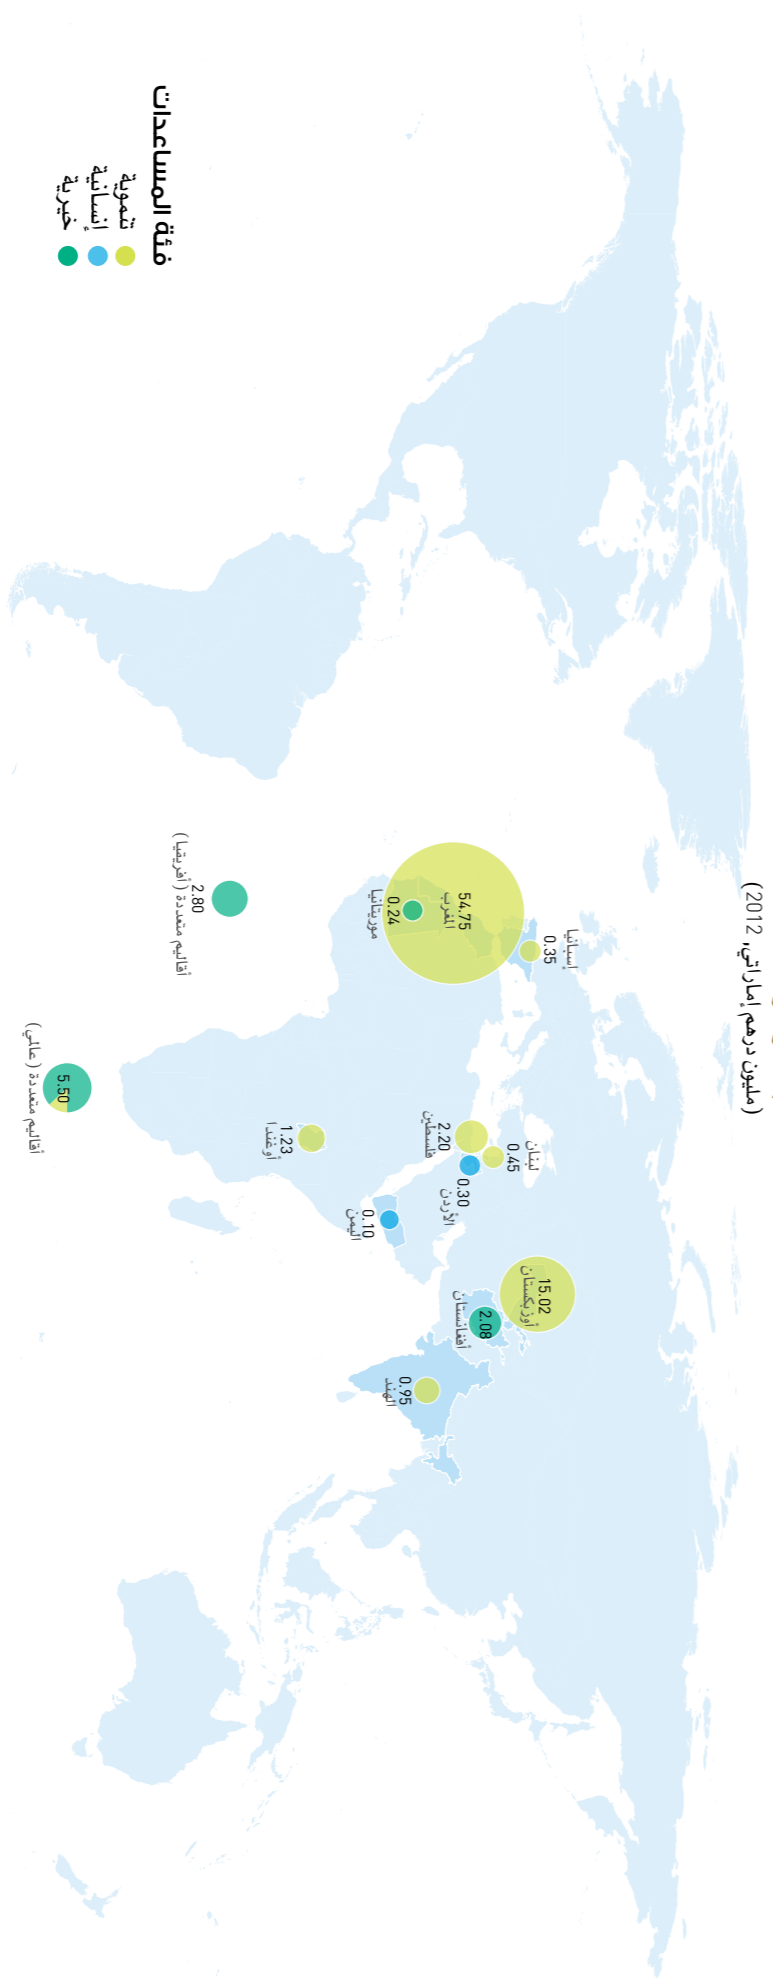 (مليون درهم إماراتي, 2012)
إسبانيا
0.35
54.75
المغرب
0.24
موريتانيا
2.80
أقاليم متعددة (أفريقيا)
5.50
أقاليم متعددة (عالمي)
لبنان
0.45
2.20
فلسطين
0.30
الأردن
1.23
أوغندا
0.10
اليمن
15.02
أوزبكستان
2.08
أفغانستان
0.95
الهند
فئة المساعدات
تنموية
إنسانية
خيرية